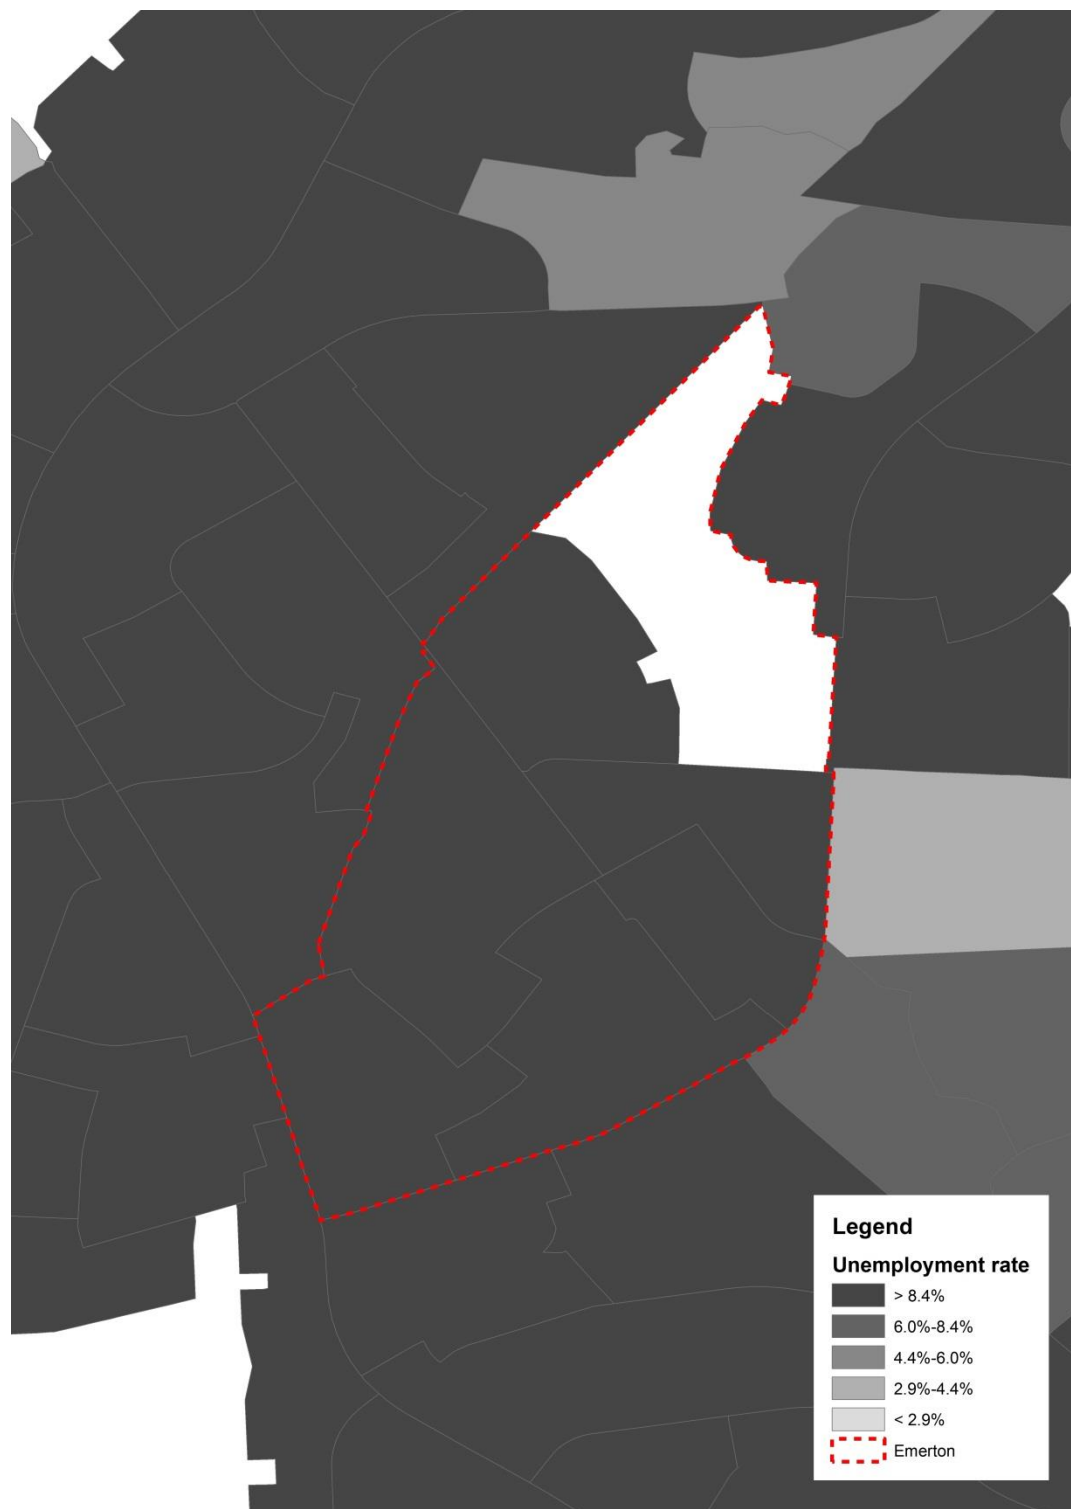 Legend
Unemployment rate
> 8.4%
6.0%-8.4%
4.4%-6.0%
2.9%-4.4%
< 2.9%
Emerton